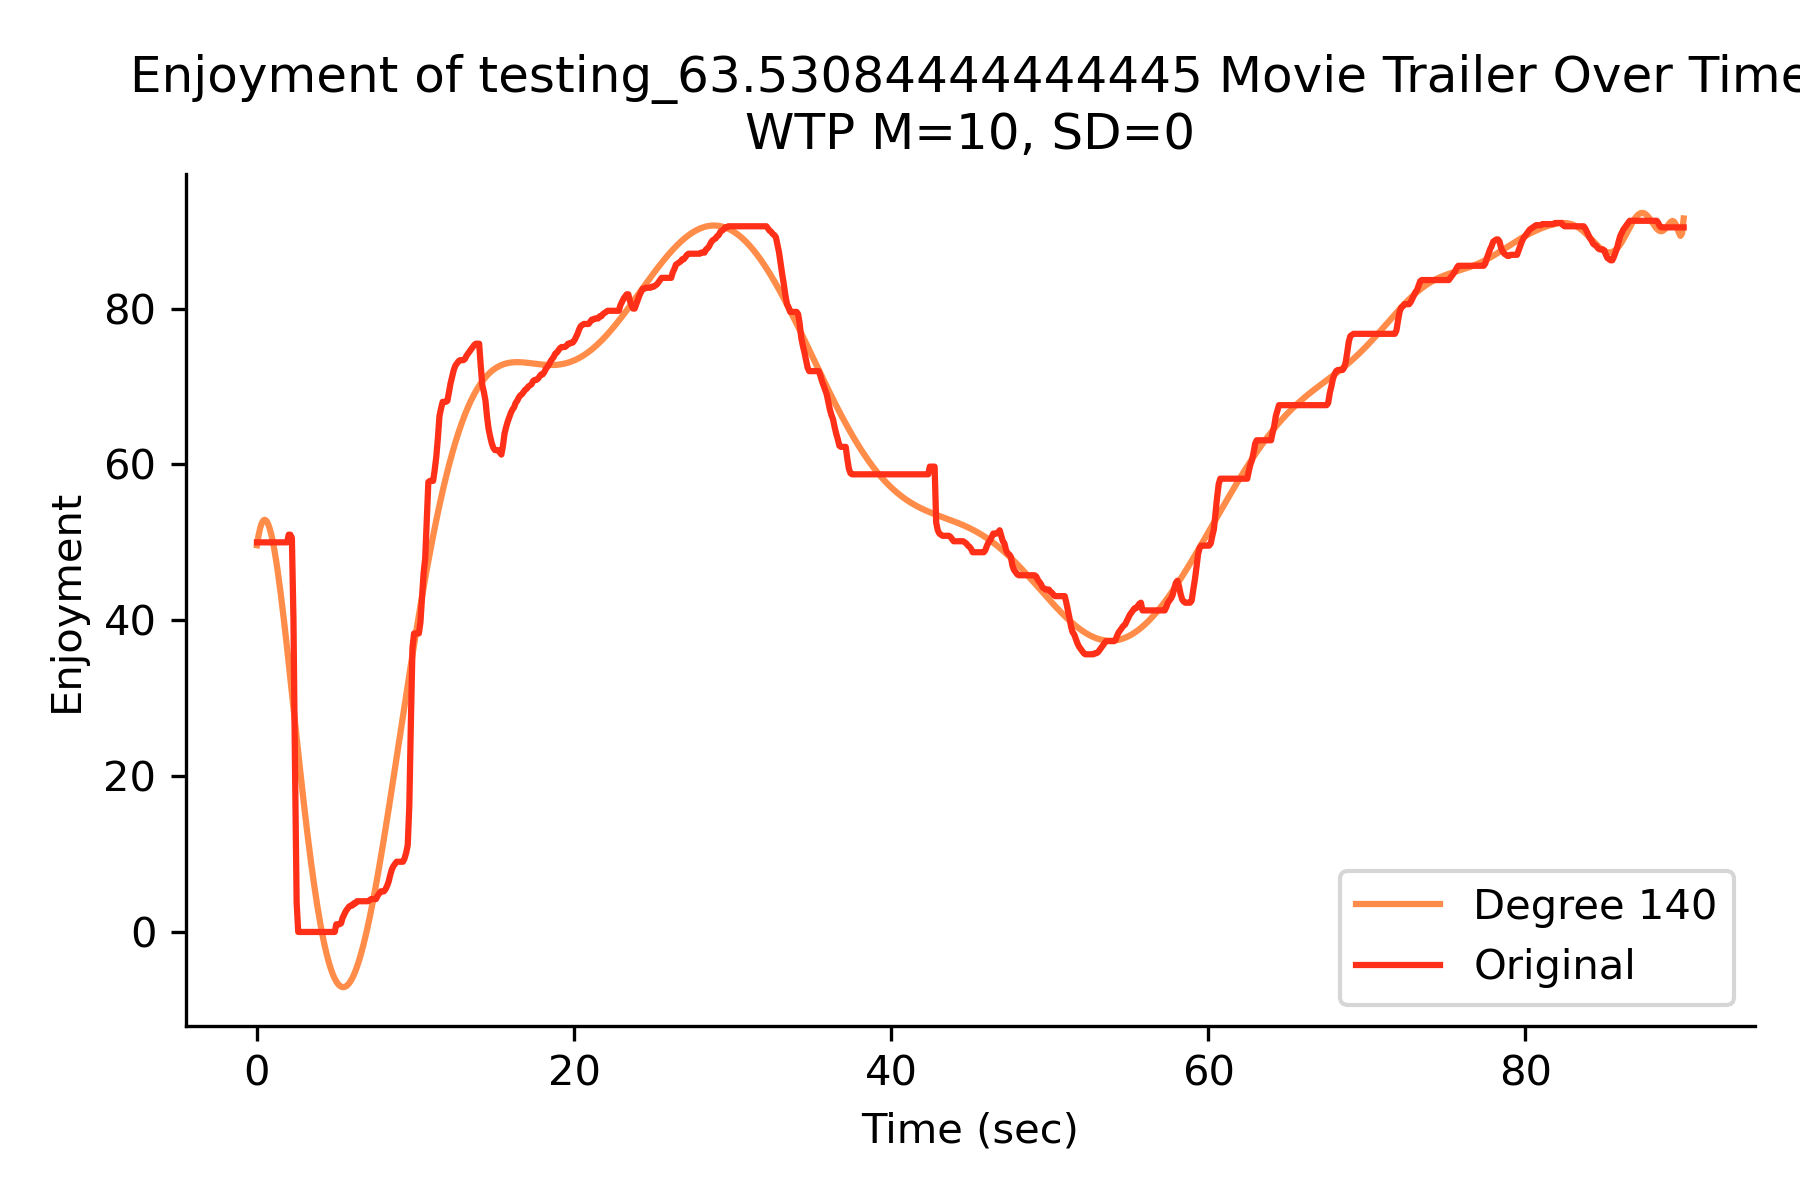 Enjoyment of testing_63.53084444444445 Movie Trailer Over Time
WTP M=10, SD=0
Enjoyment
80
60
40
20
0
0 20 40 60 80
Time (sec)
Degree 140
Original